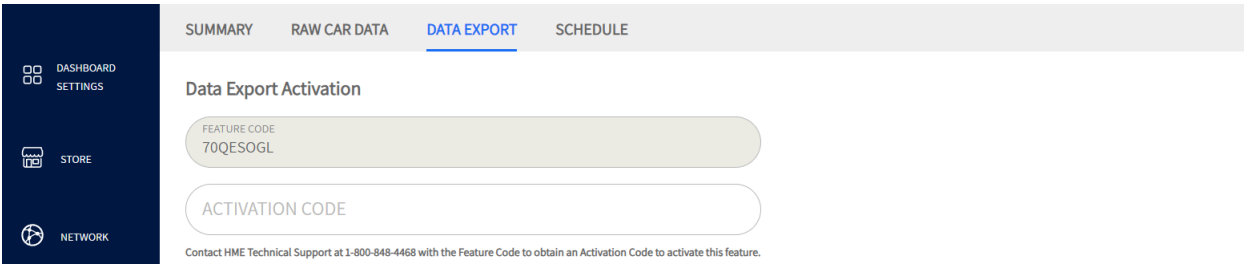 SUMMARY RAW CAR DATA DATA EXPORT SCHEDULE
DASHBOARD
SETTINGS
STORE
NETWORK
Data Export Activation
FEATURE CODE
70QESOGL
ACTIVATION CODE
Contact HME Technical Support at 1-800-848-4468 with the Feature Code to obtain an Activation Code to activate this feature.